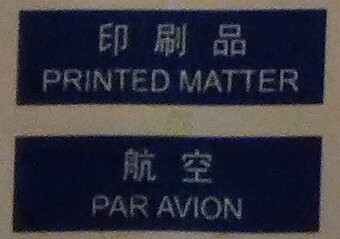 印刷品
PRINTED MATTER
航空
PAR AVION